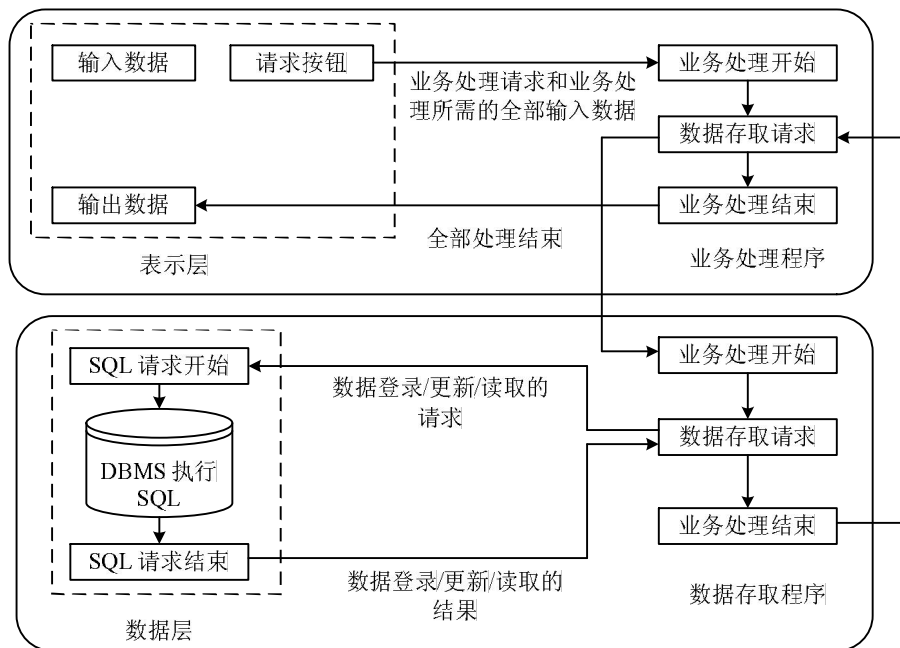 输入数据
请求按钮
业务处理开始
业务处理请求和业务处
理所需的全部输入数据
数据存取请求
输出数据
业务处理结束
全部处理结束
表示层
业务处理程序
SQL 请求开始
业务处理开始
数据登录/更新/读取的
请求
数据存取请求
DBMS 执行
SQL
业务处理结束
SQL 请求结束
数据登录/更新/读取的
结果
数据存取程序
数据层